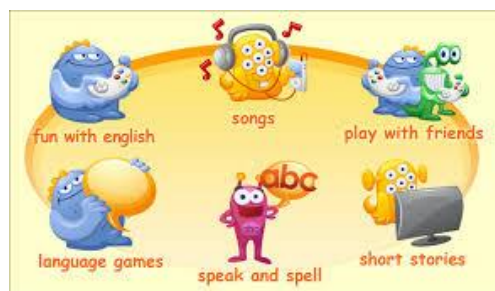 songs
fun with english
play with friends
abc
language games
speak and spell
short stories